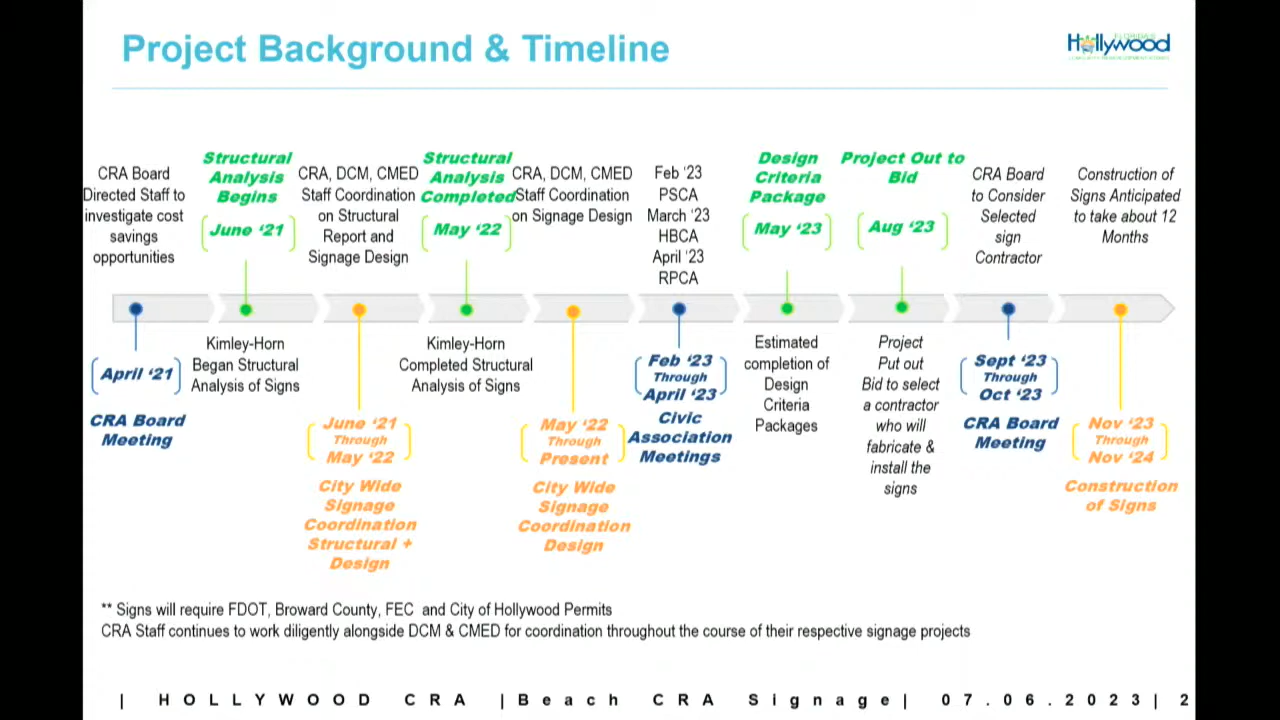 Project Background & Timeline
Hollywood
CRA Board
Directed Staff to
investigate cost
savings
opportunities
April ‘21
CRA Board
Meeting
Structural
Analysis
Begins
June ‘21
Kimley-Horn
Began Structural
Analysis of Signs
CRA, DCM, CMED
Staff Coordination
on Structural
Report and
Signage Design
June ‘21
Through
May ‘22
City Wide
Signage
Coordination
Structural +
Design
Structural
Analysis
Completed
May ‘22
Kimley-Horn
Completed Structural
Analysis of Signs
CRA, DCM, CMED
Staff Coordination
on Signage Design
May ‘22
Through
Present
City Wide
Signage
Coordination
Design
Feb ‘23
PSCA
March ‘23
HBCA
April ‘23
RPCA
Feb ‘23
Through
April ‘23
Civic
Association
Meetings
Design
Criteria
Package
May ‘23
Estimated
completion of
Design
Criteria
Packages
Project Out to
Bid
Aug ‘23
Project
Put out
Bid to select
a contractor
who will
fabricate &
install the
signs
CRA Board
to Consider
Selected
sign
Contractor
Sept ‘23
Through
Oct ‘23
CRA Board
Meeting
Construction of
Signs Anticipated
to take about 12
Months
Nov ‘23
Through
Nov ‘24
Construction
of Signs
** Signs will require FDOT, Broward County, FEC and City of Hollywood Permits
CRA Staff continues to work diligently alongside DCM & CMED for coordination throughout the course of their respective signage projects
| HOLLYWOOD CRA | Beach CRA Signage | 07.06.2023 | 2